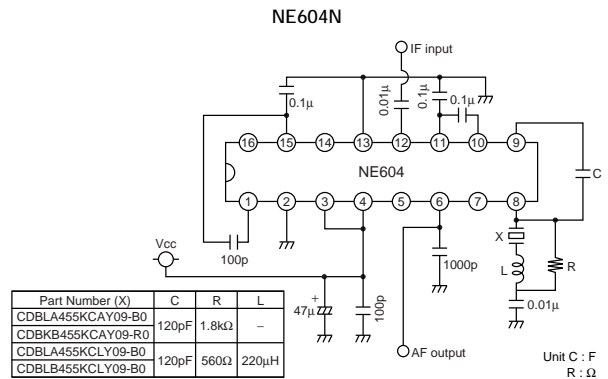 NE604N
IF input
0.1μ
0.01μ
0.1μ
0.1μ
16 15 14 13 12 11 10 9
NE604
C
1 2 3 4 5 6 7 8
100p
Vcc
X
L
R
1000p
47μ
+
100p
0.01μ
AF output
Part Number (X) C R L
CDBLA455KCAY09-B0 120pF 1.8kΩ –
CDBKB455KCAY09-R0
CDBLA455KCLY09-B0 120pF 560Ω 220μH
CDBLB455KCLY09-B0
Unit C : F
R : Ω